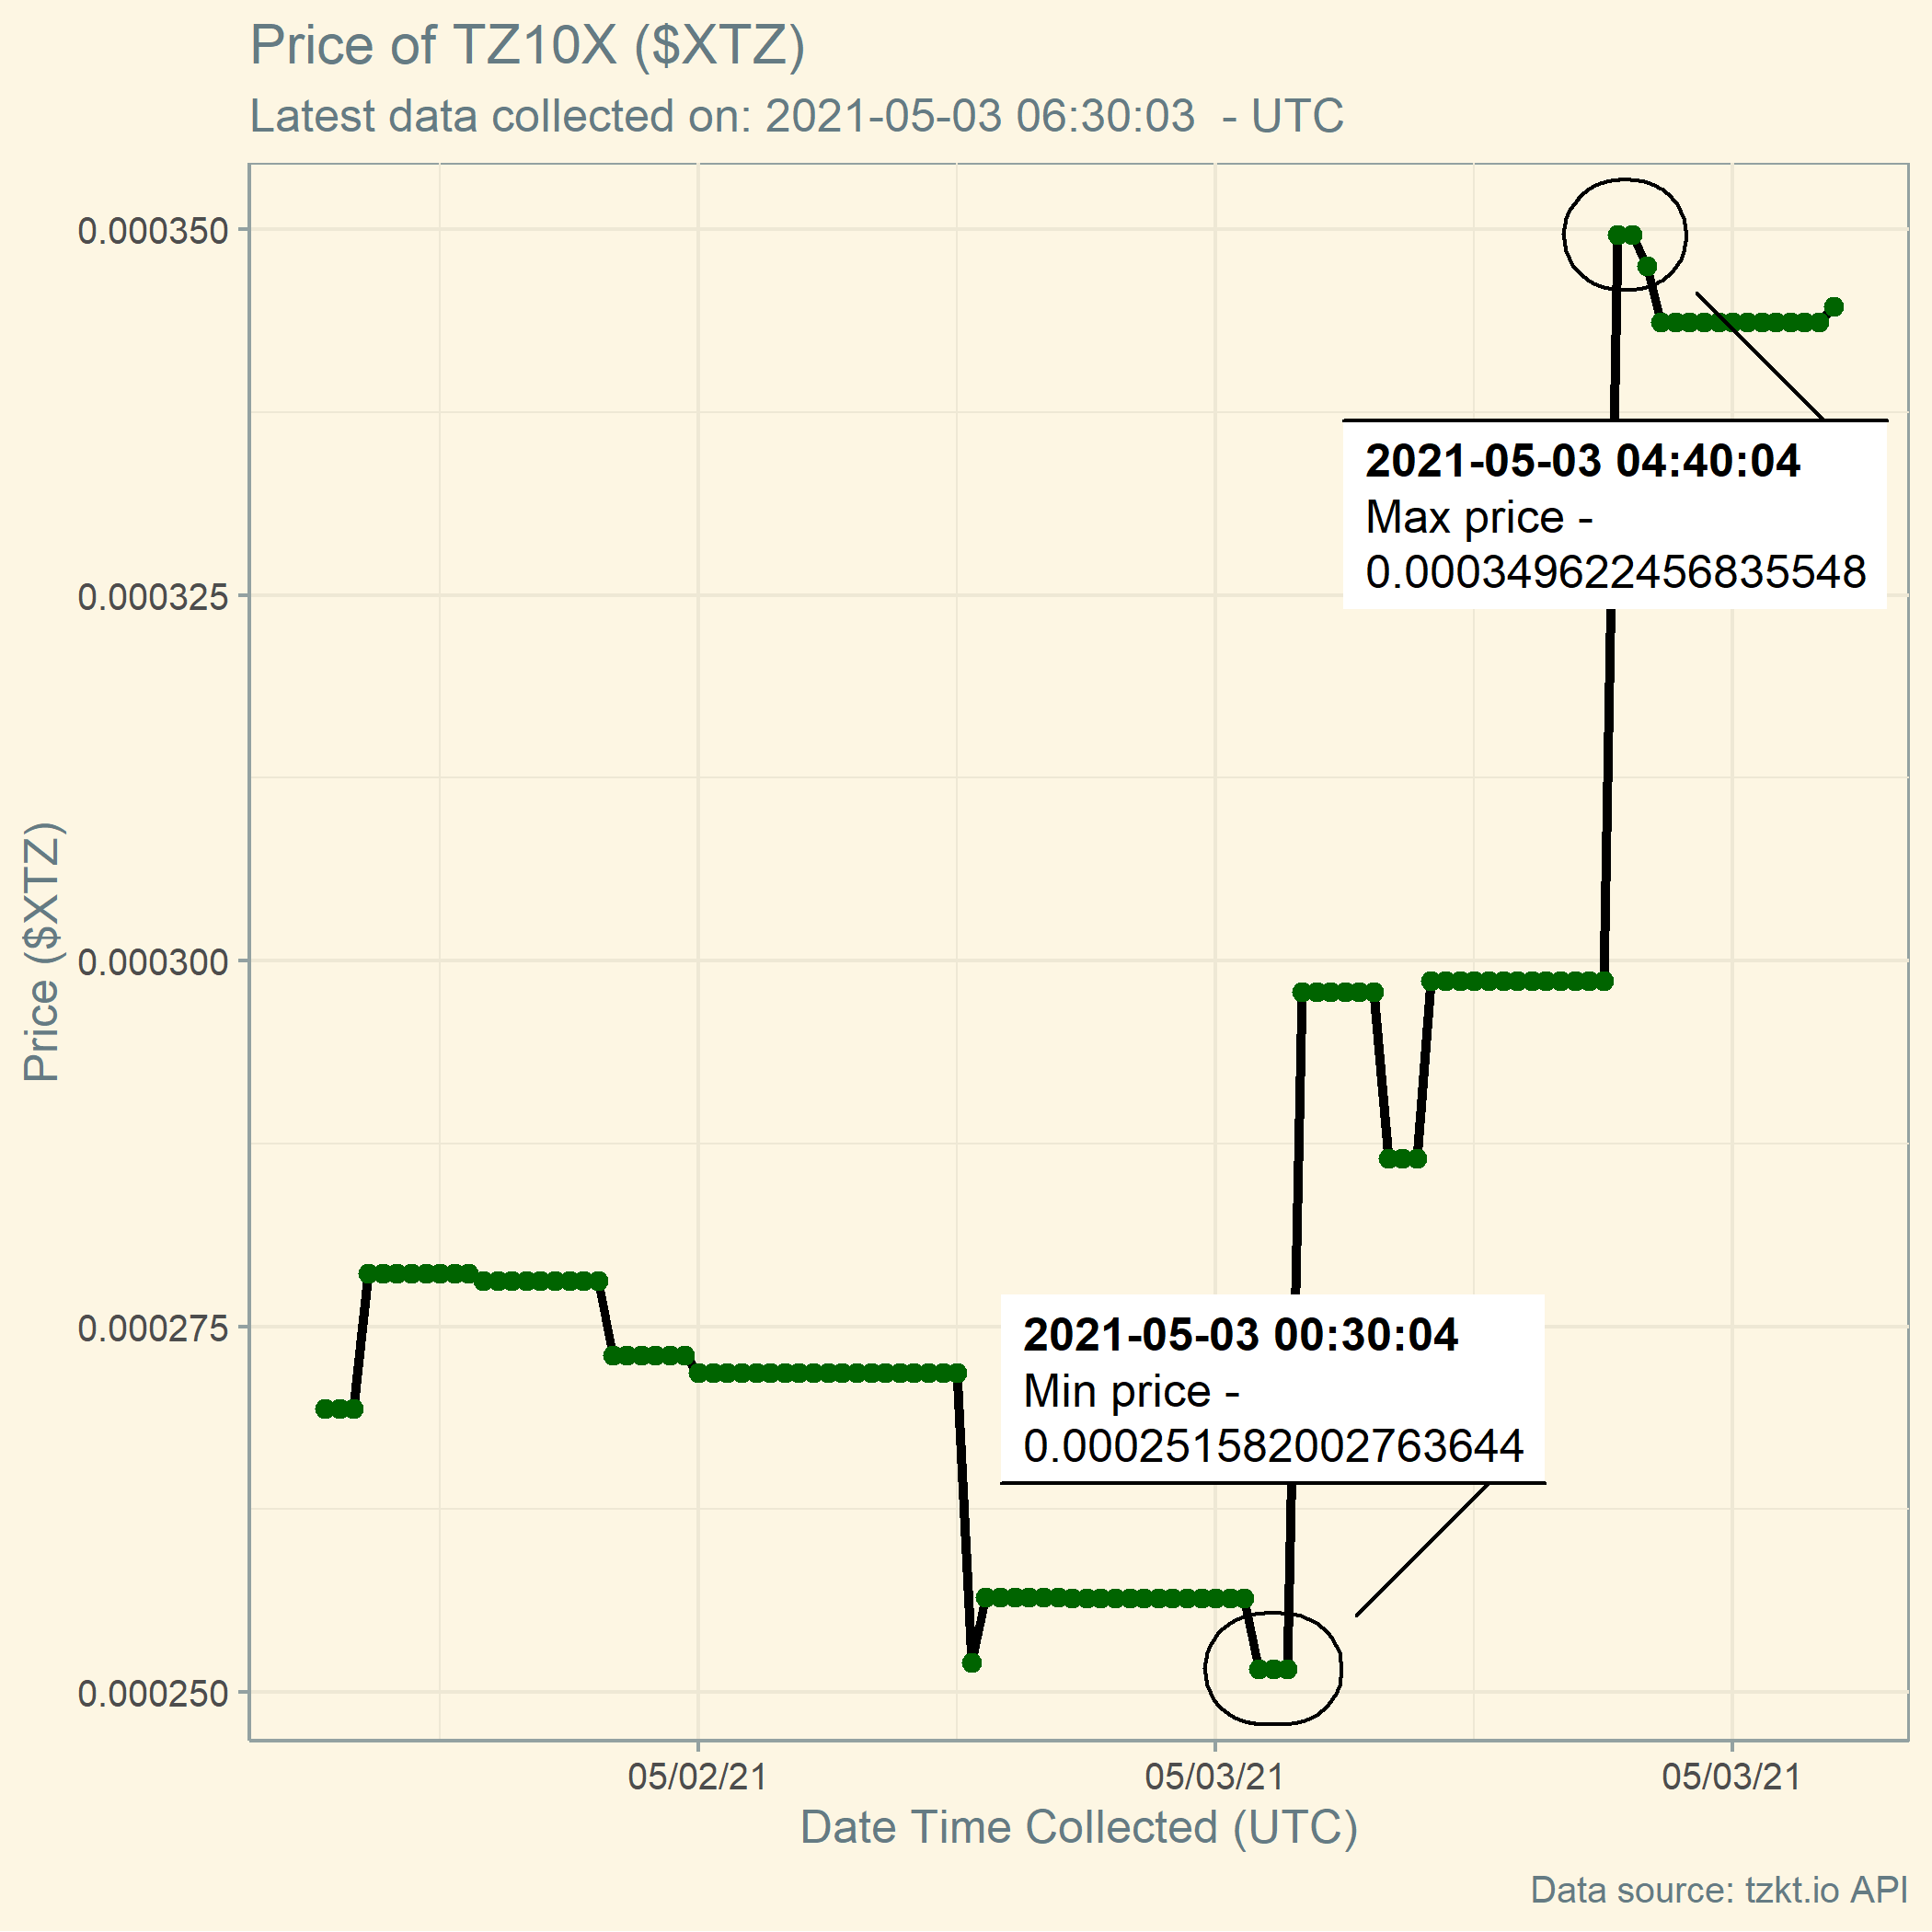 Price of TZ10X ($XTZ)
Latest data collected on: 2021-05-03 06:30:03  - UTC
0.000350
0.000325
0.000300
0.000275
0.000250
Price ($XTZ)
2021-05-03 04:40:04
Max price -
0.000349622456835548
2021-05-03 00:30:04
Min price -
0.000251582002763644
05/02/21
05/03/21
05/03/21
Date Time Collected (UTC)
Data source: tzkt.io API